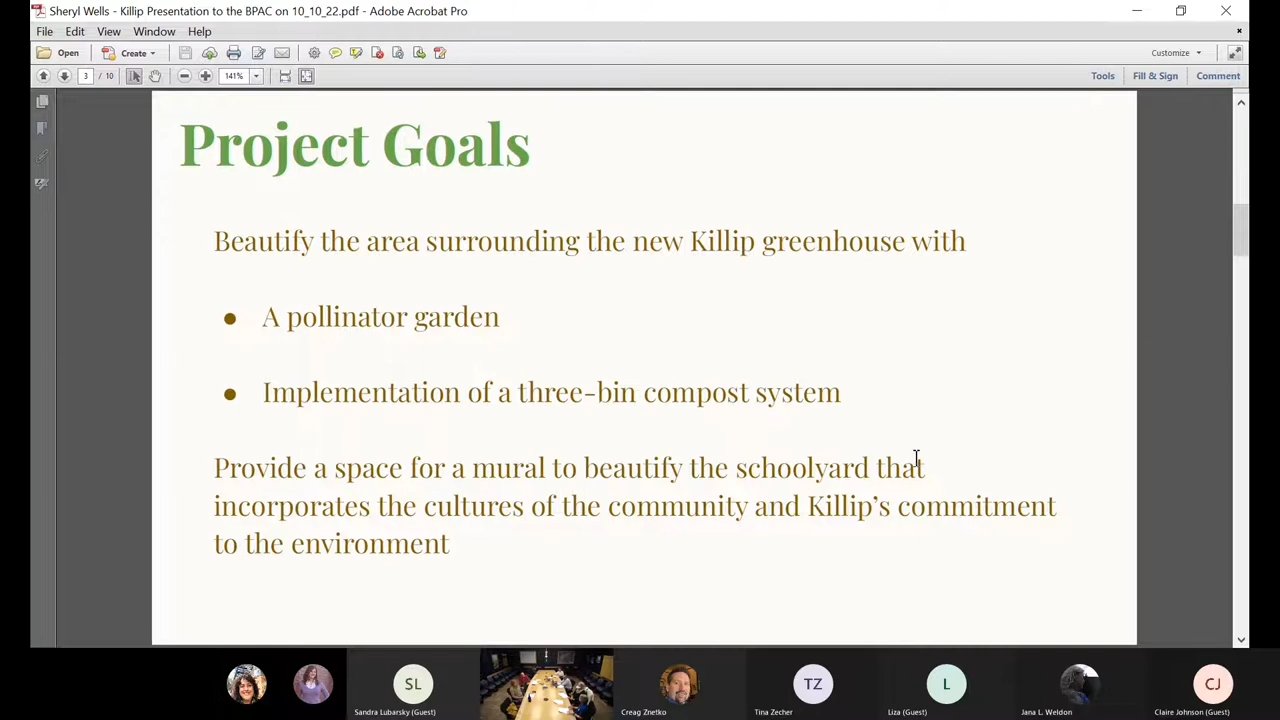 Sheryl Wells - Killip Presentation to the BPAC on 10_10_22.pdf - Adobe Acrobat Pro
File Edit View Window Help
Open Create Customize
3 / 10 141% Tools Fill & Sign Comment
Project Goals
Beautify the area surrounding the new Killip greenhouse with
● A pollinator garden
● Implementation of a three-bin compost system
Provide a space for a mural to beautify the schoolyard that
incorporates the cultures of the community and Killip’s commitment
to the environment
SL TZ L CJ
Sandra Lubarsky (Guest) Creag Znetko Tina Zecher Liza (Guest) Jana L. Weldon Claire Johnson (Guest)